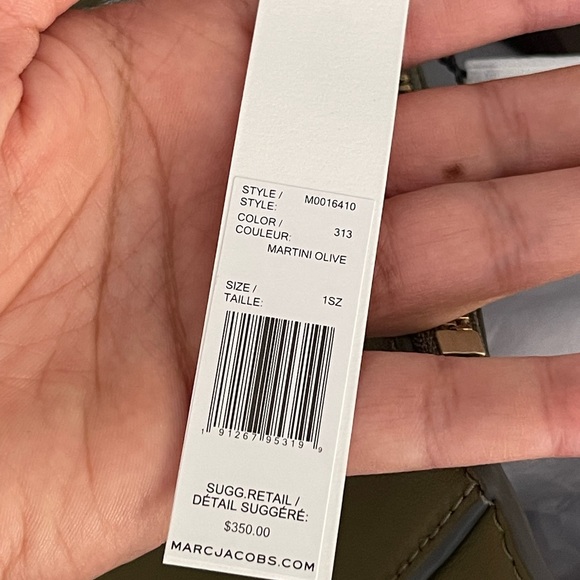 STYLE / M0016410
STYLE:
COLOR / 313
COULEUR:
MARTINI OLIVE
SIZE / 1SZ
TAILLE:
1 91267 95319 9
SUGG.RETAIL /
DÉTAIL SUGGÉRÉ:
$350.00
MARCJACOBS.COM